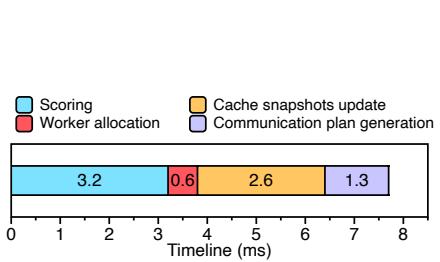 Scoring
Cache snapshots update
Worker allocation
Communication plan generation
3.2 0.6 2.6 1.3
0 1 2 3 4 5 6 7 8
Timeline (ms)